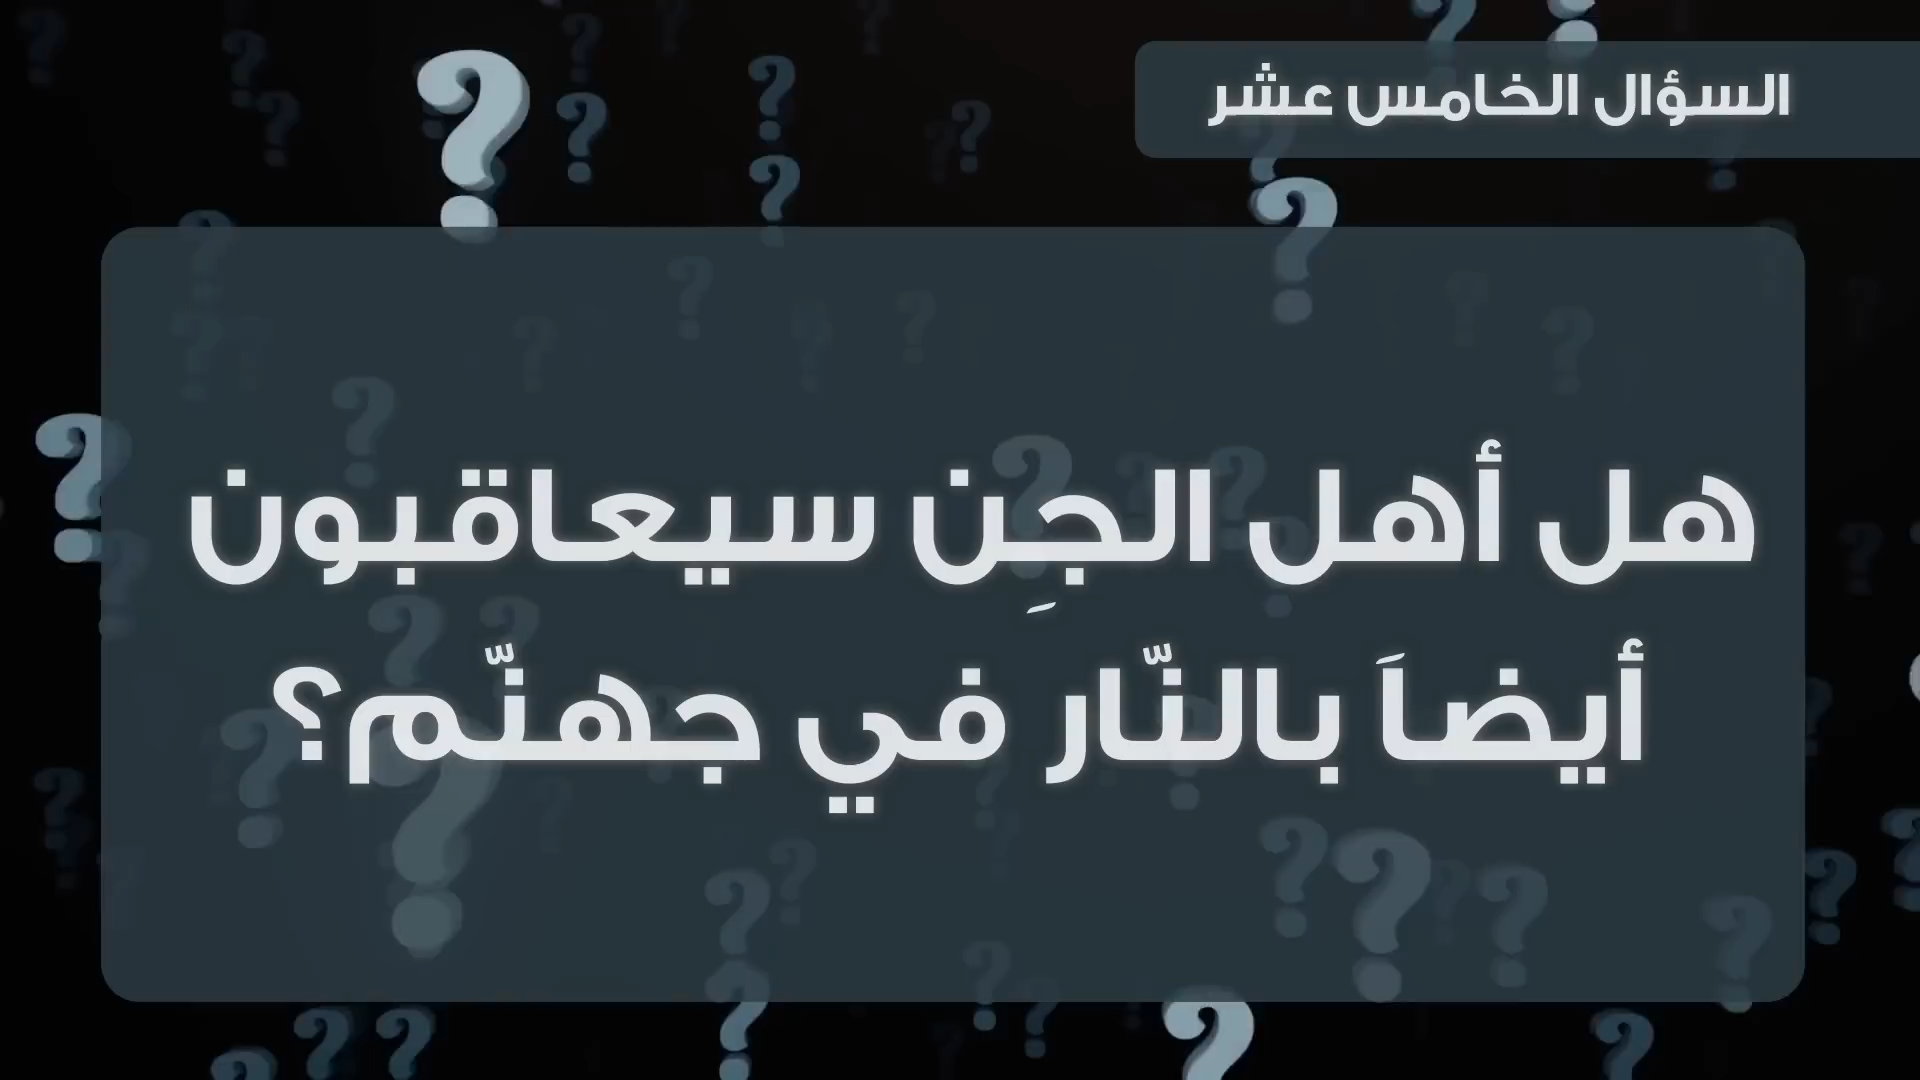 السؤال الخامس عشر
هل أهل الجِن سيعاقبون
أيضاَ بالنّار في جهنّم؟